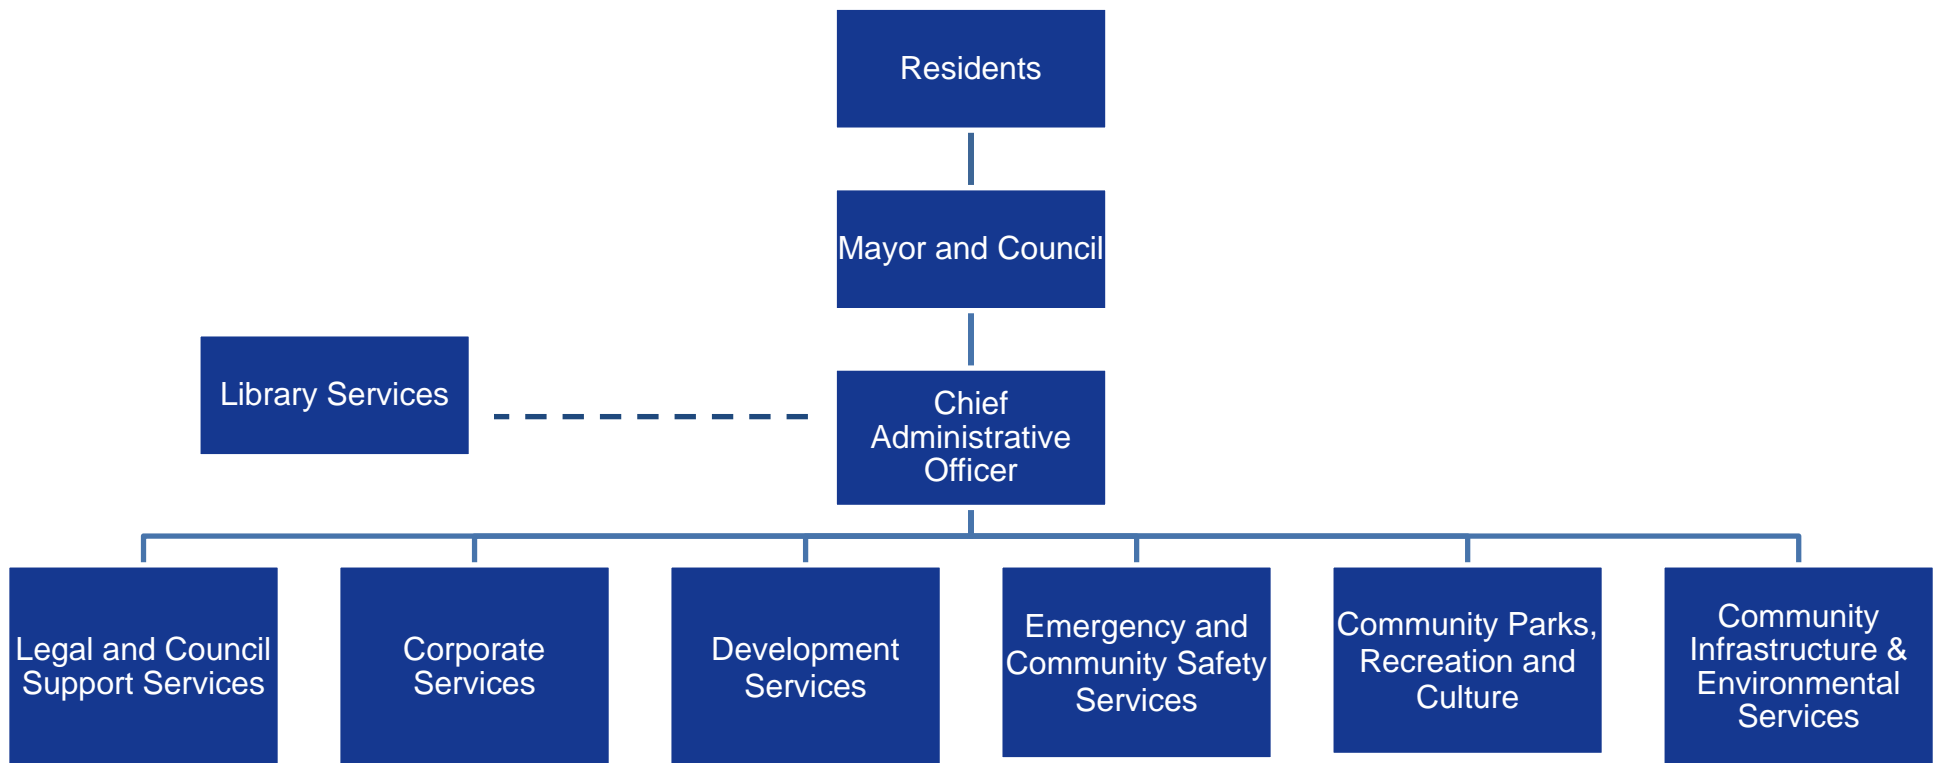 Residents
Mayor and Council
Library Services
Chief
Administrative
Officer
Legal and Council
Support Services
Corporate
Services
Development
Services
Emergency and
Community Safety
Services
Community Parks,
Recreation and
Culture
Community
Infrastructure &
Environmental
Services